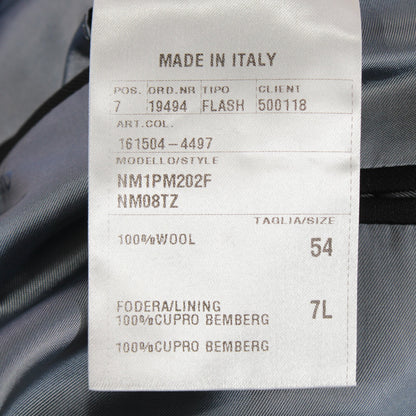 MADE IN ITALY
POS. ORD.NR TIPO CLIENT
7 19494 FLASH 500118
ART.COL.
161504-4497
MODELLO/STYLE
NM1PM202F
NM08TZ
TAGLIA/SIZE
100%WOOL 54
FODERA/LINING 7L
100%CUPRO BEMBERG
100%CUPRO BEMBERG